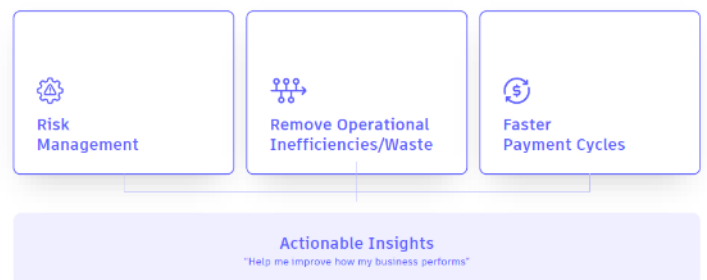 Risk
Management
Remove Operational
Inefficiencies/Waste
Faster
Payment Cycles
Actionable Insights
"Help me improve how my business performs"